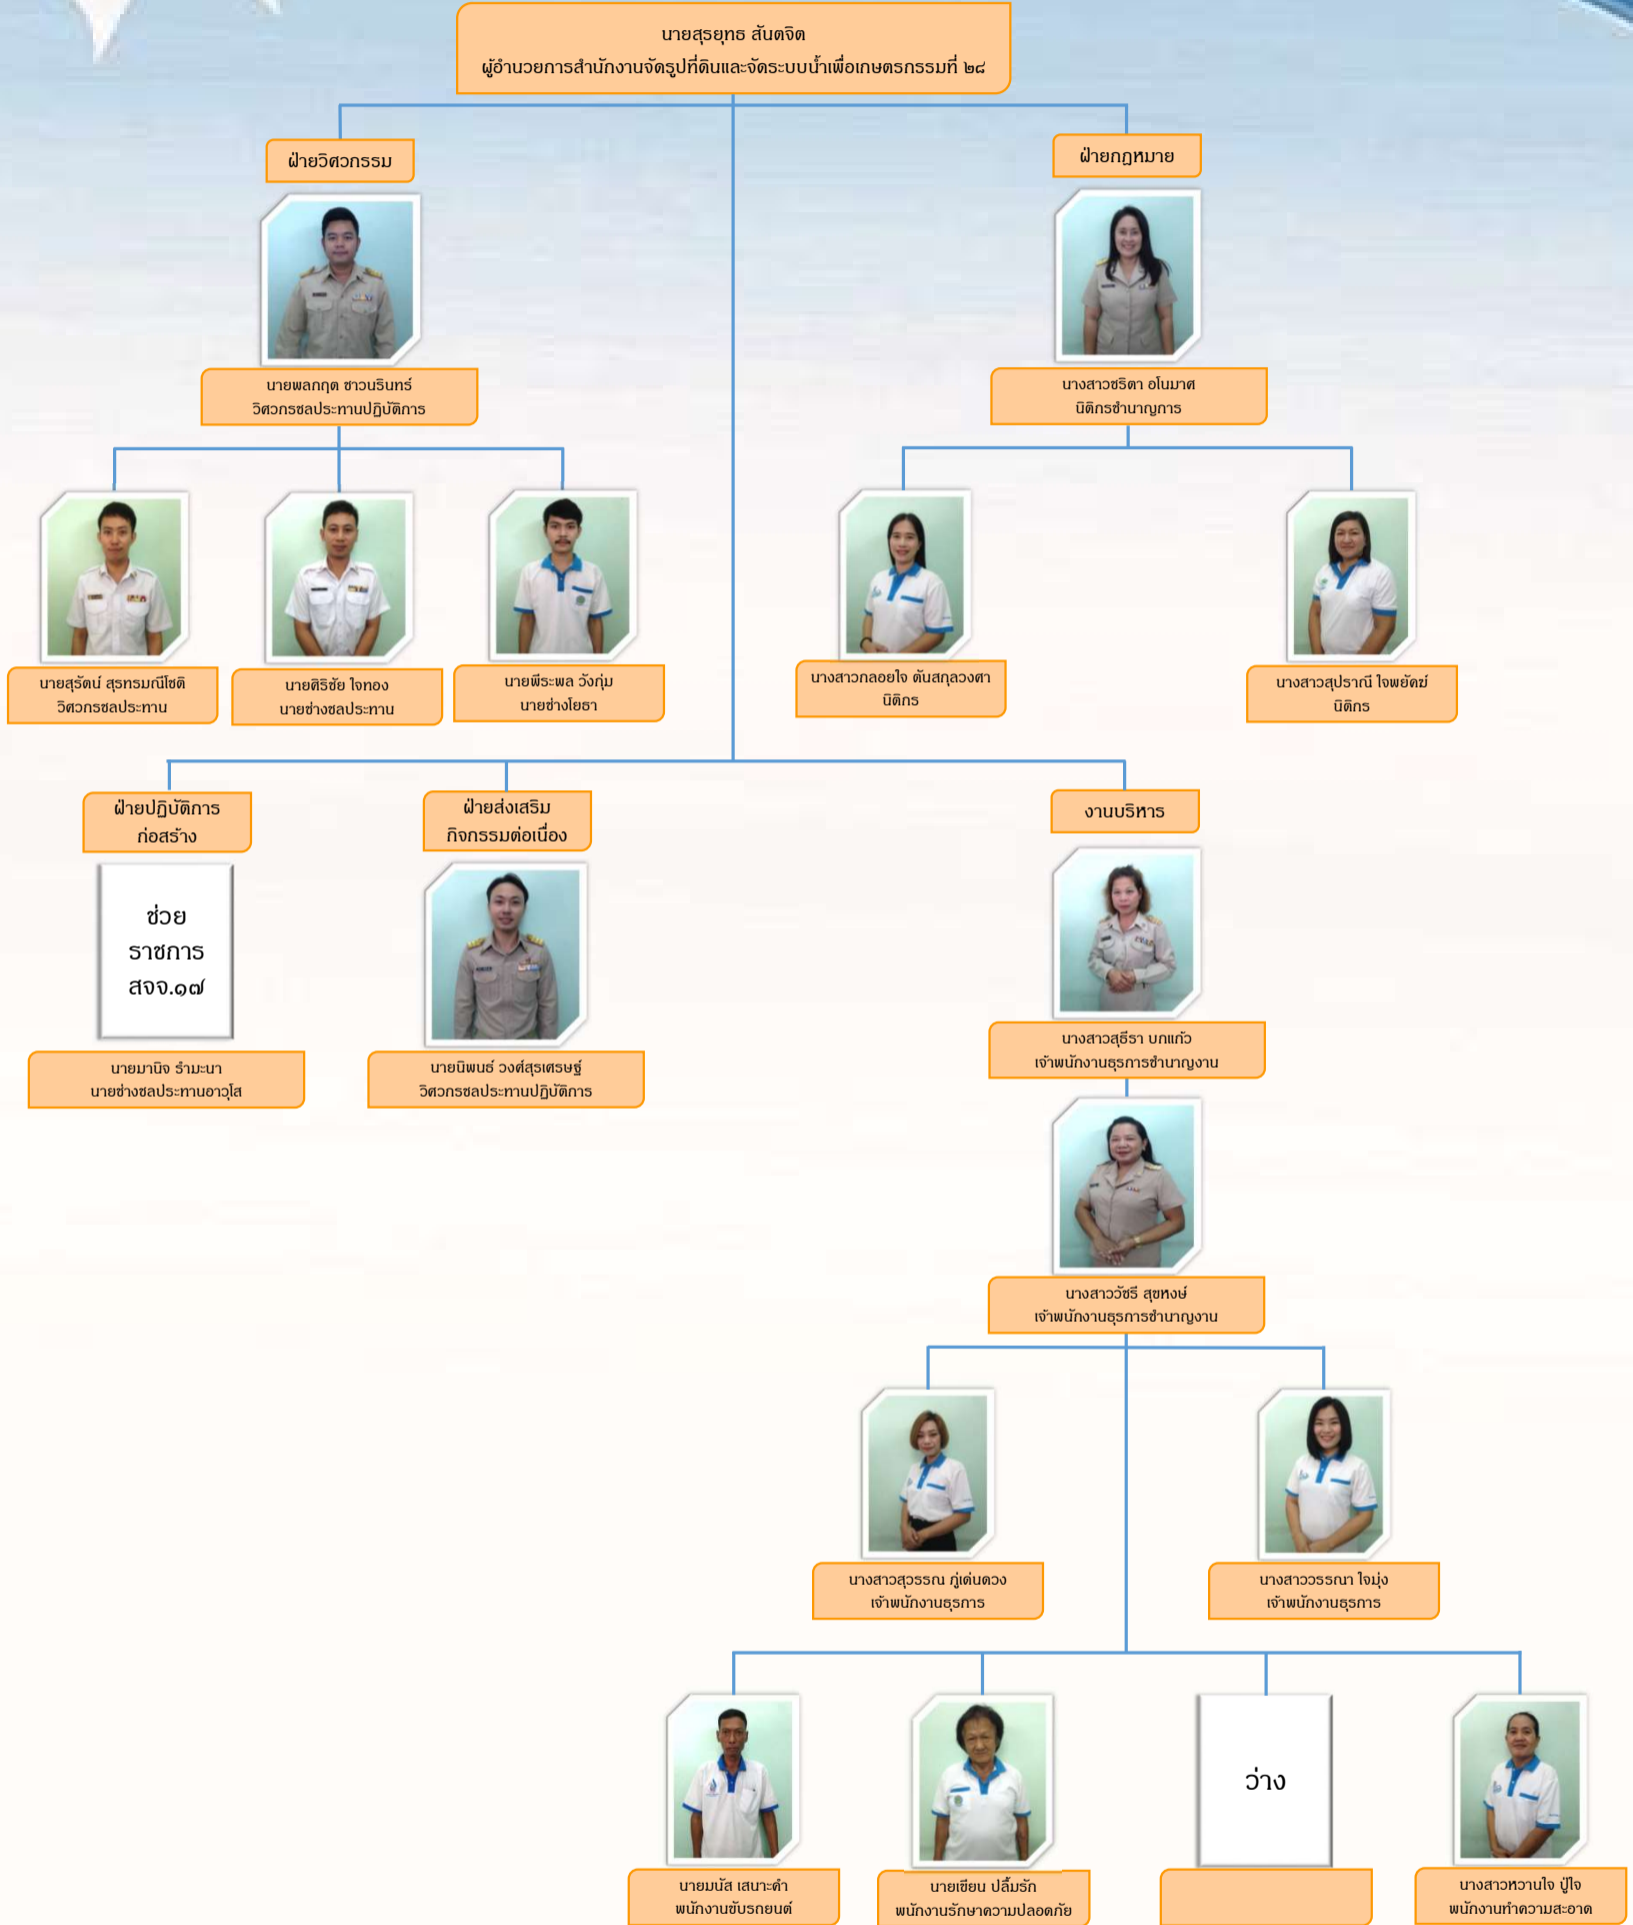 นายสุรยุทธ สันตจิต
ผู้อำนวยการสำนักงานจัดรูปที่ดินและจัดระบบน้ำเพื่อเกษตรกรรมที่ ๒๘
ฝ่ายวิศวกรรม
ฝ่ายกฎหมาย
นายพลกฤต ชาวนรินทร์
วิศวกรชลประทานปฏิบัติการ
นางสาวชริตา อโนมาศ
นิติกรชำนาญการ
นายสุรัตน์ สุรทรมณีโชติ
วิศวกรชลประทาน
นายศิริชัย ใจทอง
นายช่างชลประทาน
นายพีระพล วังกุ่ม
นายช่างโยธา
นางสาวกลอยใจ ตันสกุลวงศา
นิติกร
นางสาวสุปราณี ใจพยัคฆ์
นิติกร
ฝ่ายปฏิบัติการ
ก่อสร้าง
ฝ่ายส่งเสริม
กิจกรรมต่อเนื่อง
งานบริหาร
ช่วย
ราชการ
สจจ.๑๗
นายมานิจ รำมะนา
นายช่างชลประทานอาวุโส
นายนิพนธ์ วงศ์สุรเศรษฐ์
วิศวกรชลประทานปฏิบัติการ
นางสาวสุธีรา บกแก้ว
เจ้าพนักงานธุรการชำนาญงาน
นางสาววัชรี สุขหงษ์
เจ้าพนักงานธุรการชำนาญงาน
นางสาวสุวรรณ ภู่เด่นดวง
เจ้าพนักงานธุรการ
นางสาววรรณา ใจมุ่ง
เจ้าพนักงานธุรการ
ว่าง
นายมนัส เสนาะคำ
พนักงานขับรถยนต์
นายเขียน ปลื้มรัก
พนักงานรักษาความปลอดภัย
นางสาวหวานใจ ปู่ใจ
พนักงานทำความสะอาด